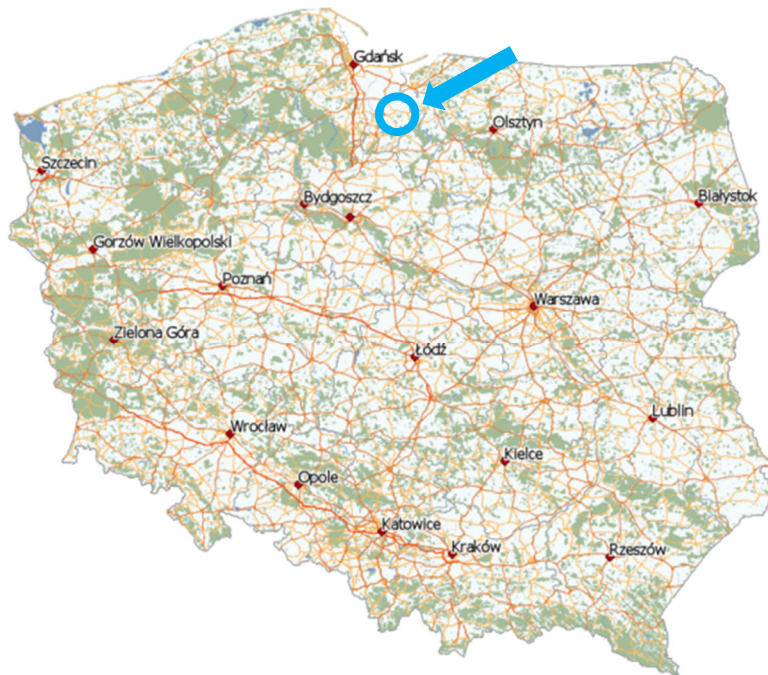 Gdańsk
Olsztyn
Szczecin
Bydgoszcz
Białystok
Gorzów Wielkopolski
Poznań
Warszawa
Zielona Góra
Łódź
Lublin
Wrocław
Kielce
Opole
Katowice
Kraków
Rzeszów